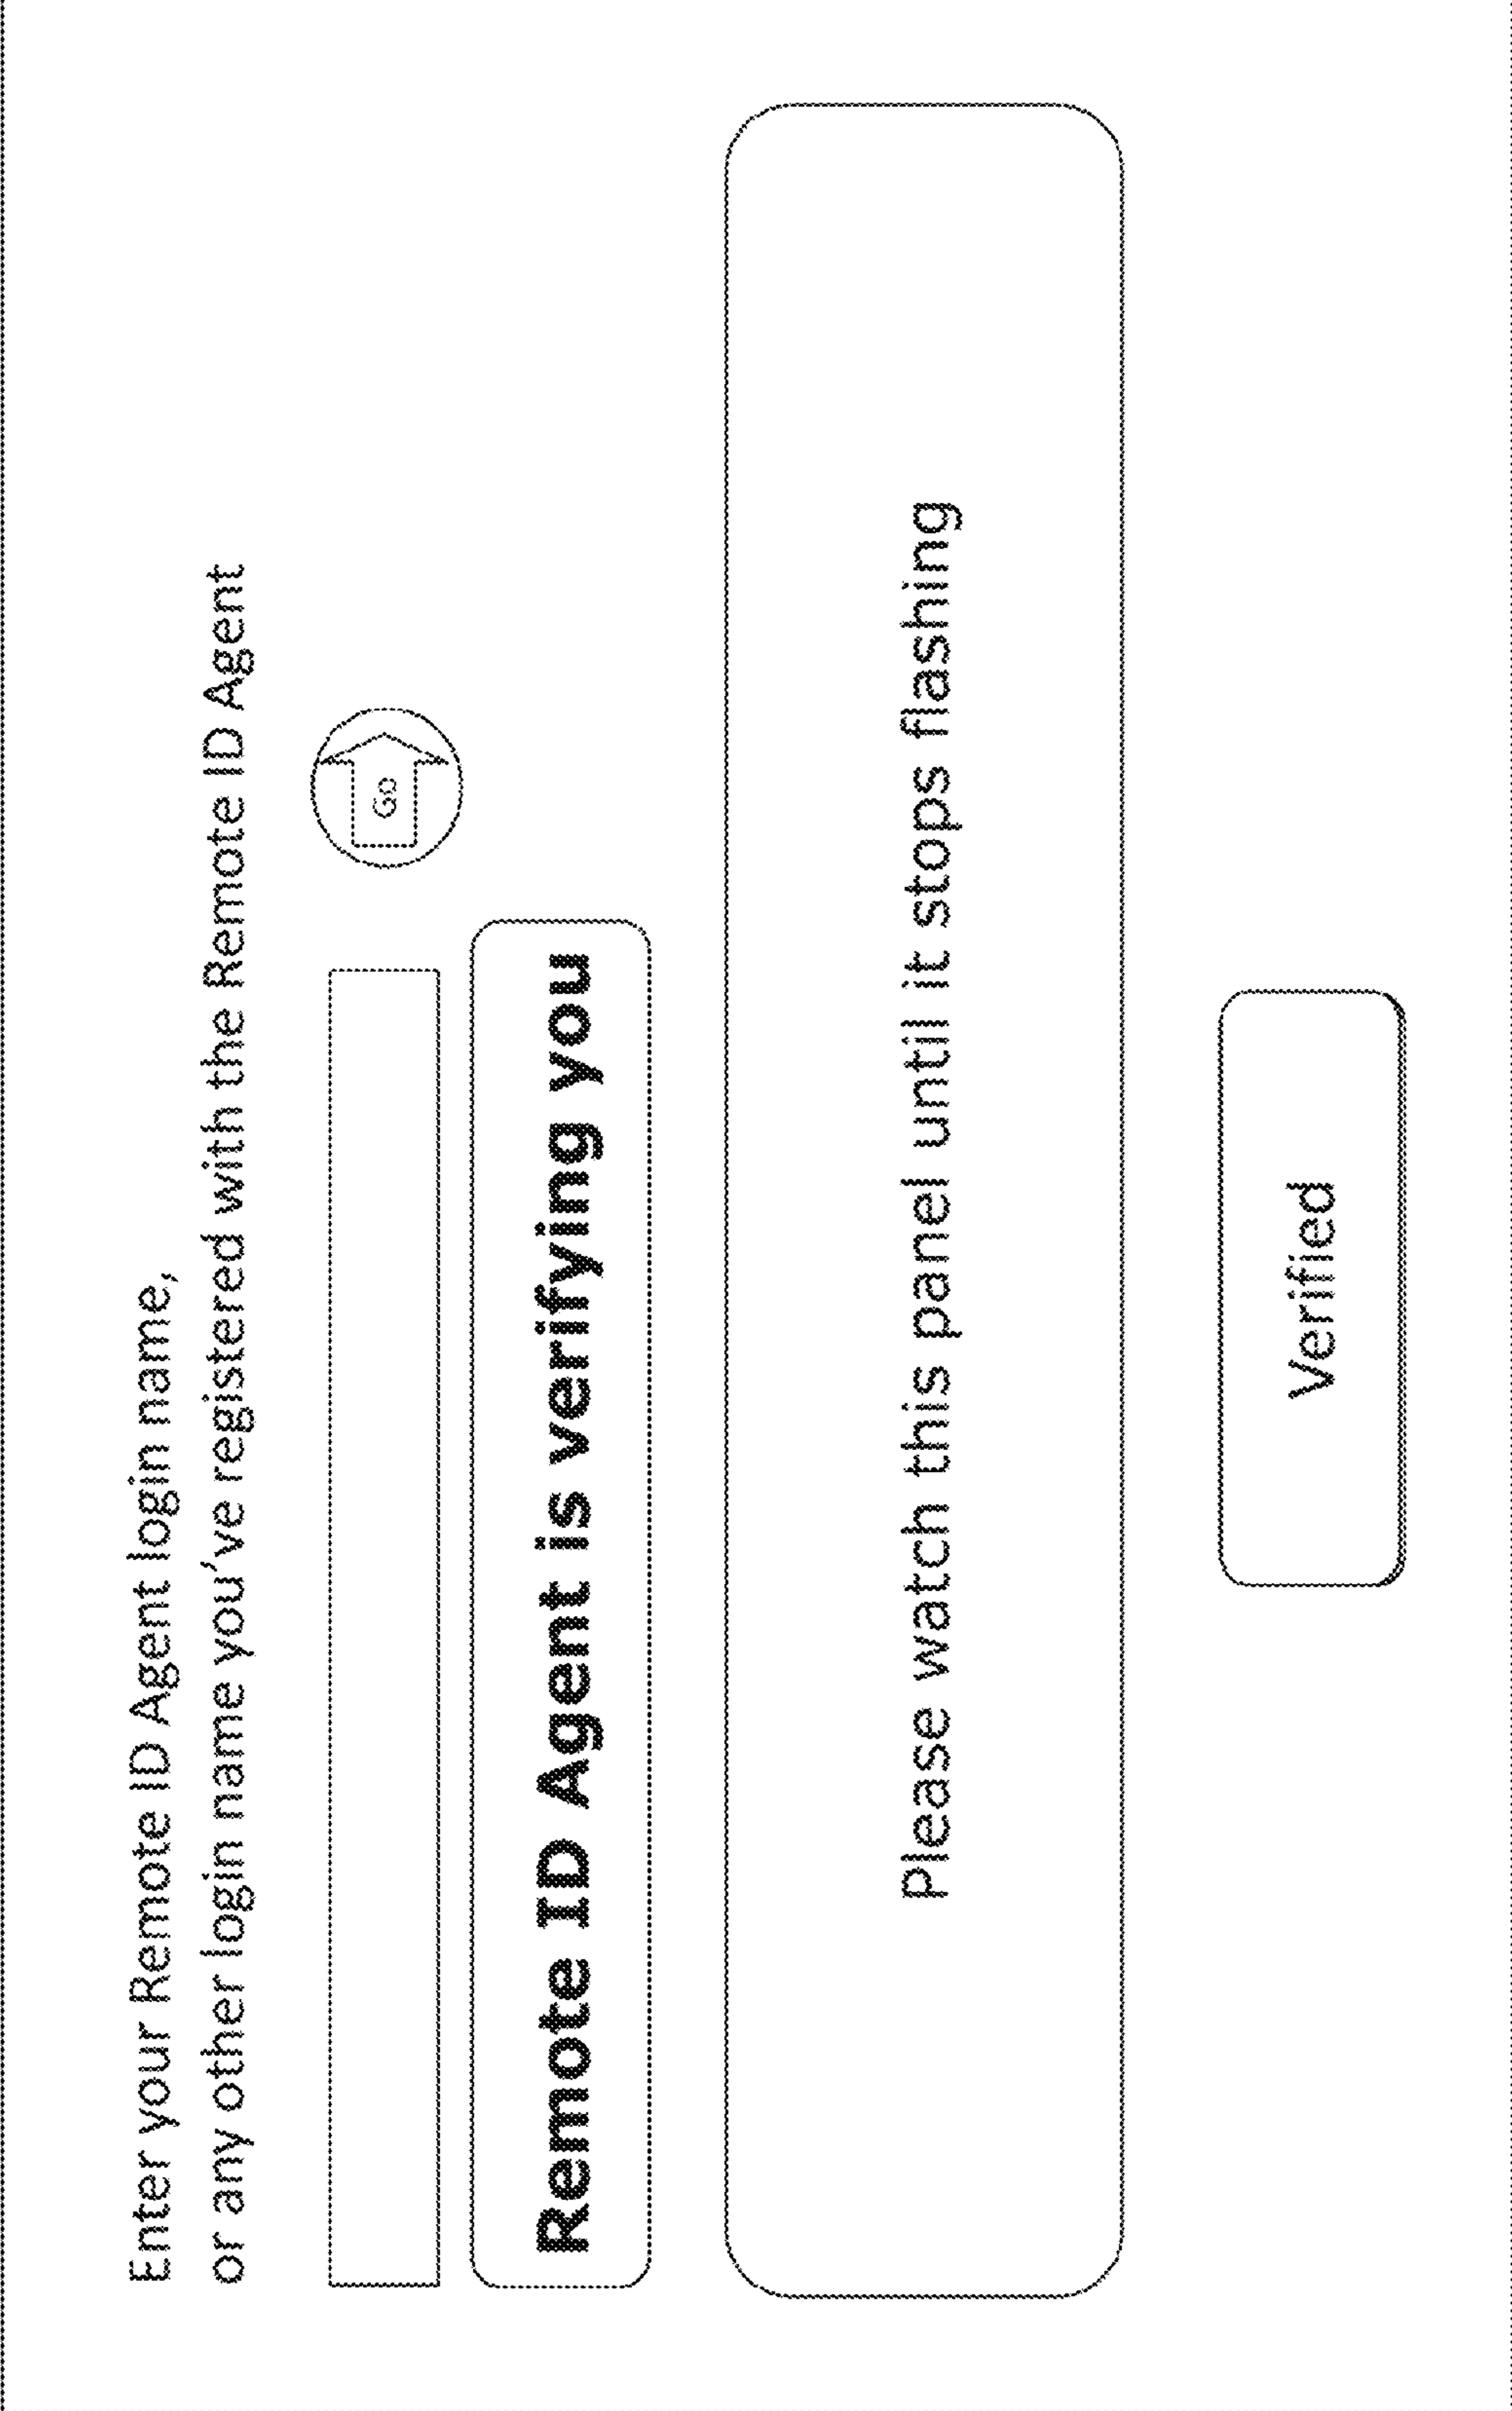 Enter your Remote ID Agent login name,
or any other login name you've registered with the Remote ID Agent
Go
Remote ID Agent is verifying you
Please watch this panel until it stops flashing
Verified